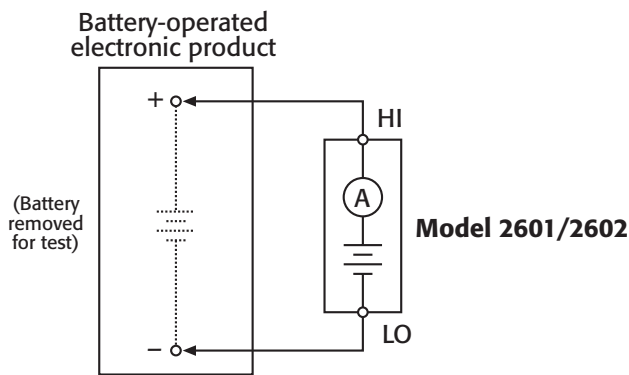 Battery-operated
electronic product
+
HI
A
(Battery
removed
for test)
Model 2601/2602
LO
–